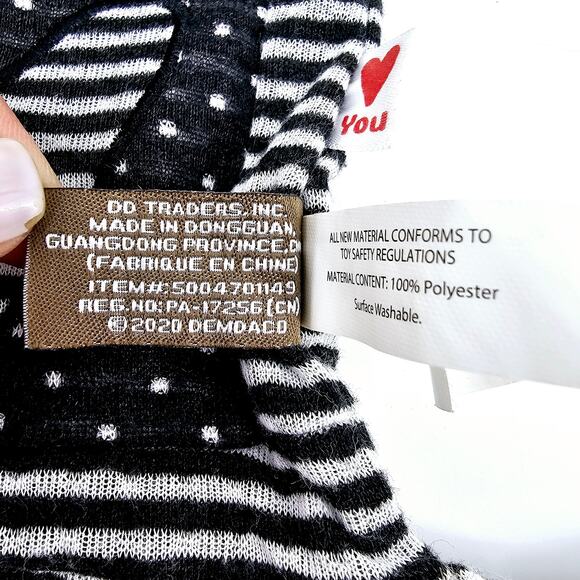 You
DD TRADERS, INC.
MADE IN DONGGUAN,
GUANGDONG PROVINCE,
(FABRIQUE EN CHINE)
ITEM#: 5004701149
REG.NO: PA-17256 (CN)
© 2020 DEMDACO
ALL NEW MATERIAL CONFORMS TO
TOY SAFETY REGULATIONS
MATERIAL CONTENT: 100% Polyester
Surface Washable.